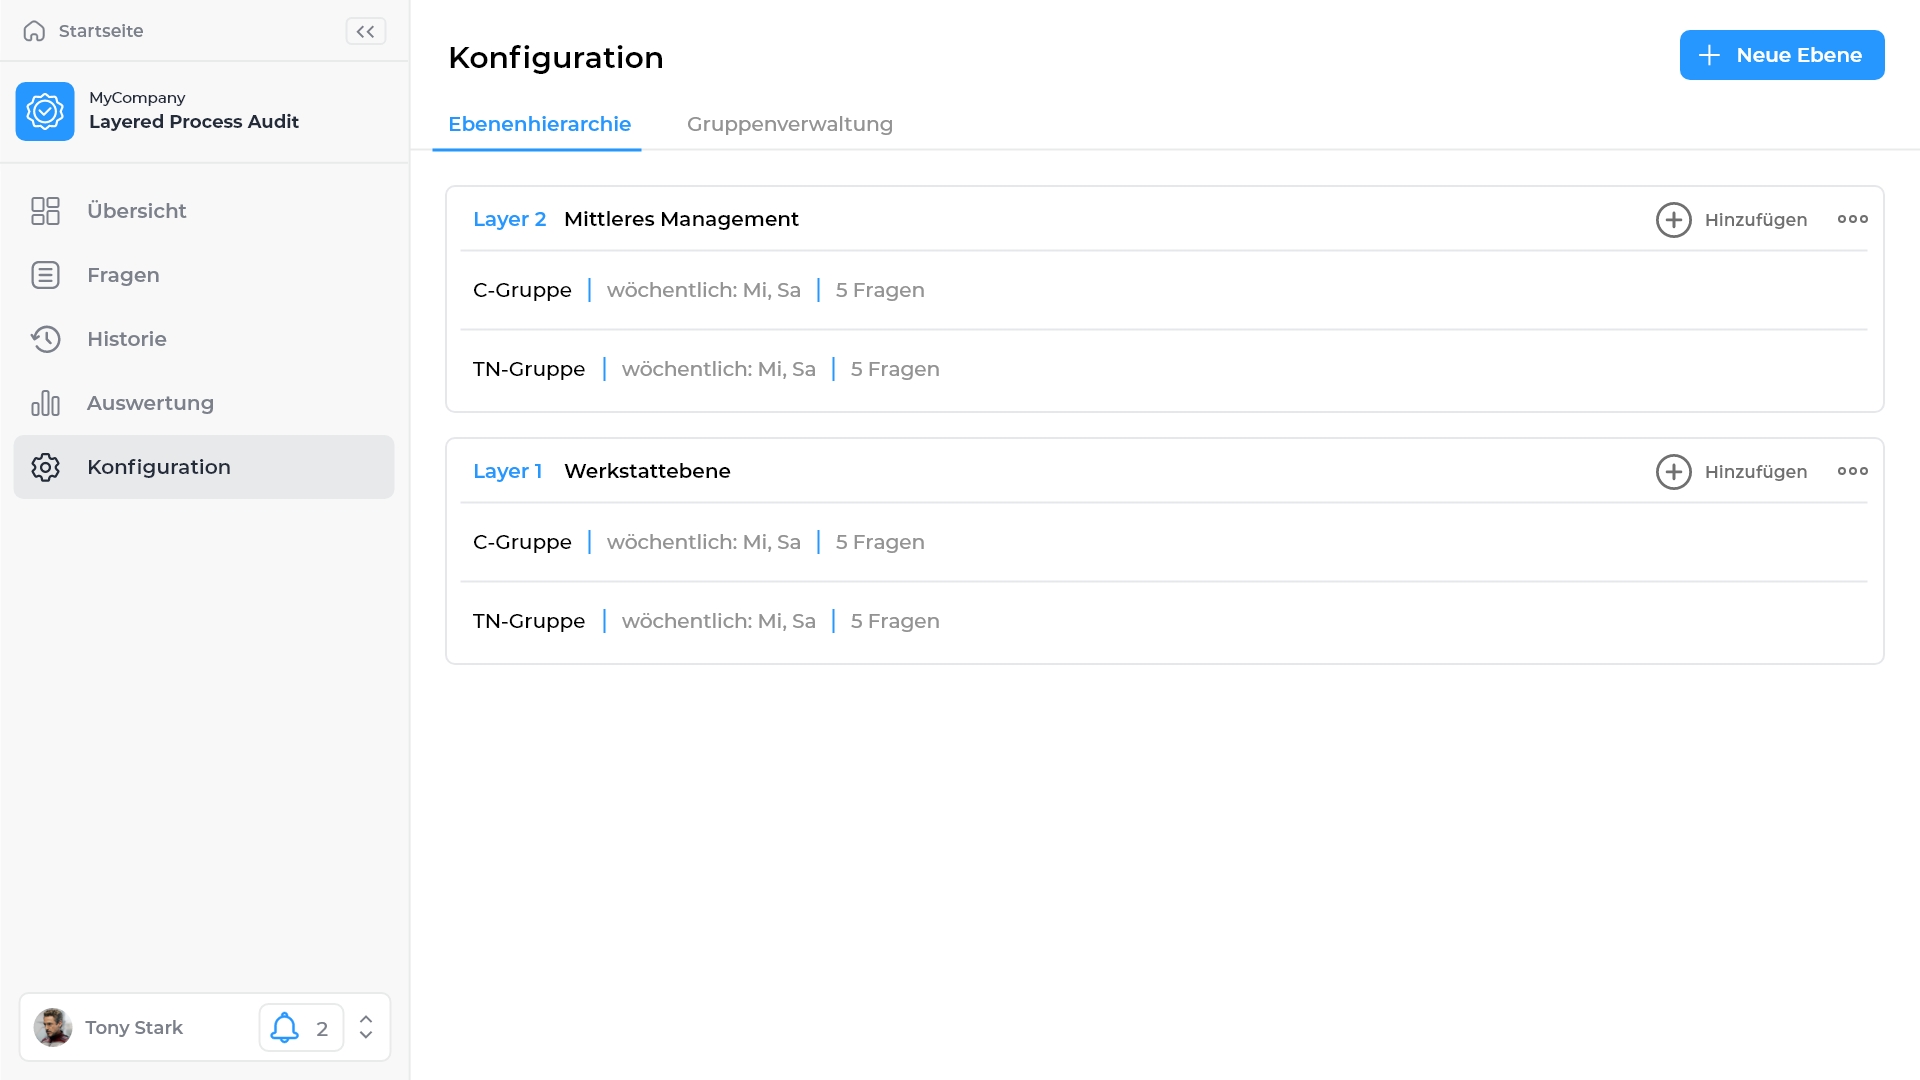 Startseite
MyCompany
Layered Process Audit
Übersicht
Fragen
Historie
Auswertung
Konfiguration
Tony Stark
2
Konfiguration
Neue Ebene
Ebenenhierarchie
Gruppenverwaltung
Layer 2 Mittleres Management
Hinzufügen
C-Gruppe wöchentlich: Mi, Sa 5 Fragen
TN-Gruppe wöchentlich: Mi, Sa 5 Fragen
Layer 1 Werkstattebene
Hinzufügen
C-Gruppe wöchentlich: Mi, Sa 5 Fragen
TN-Gruppe wöchentlich: Mi, Sa 5 Fragen